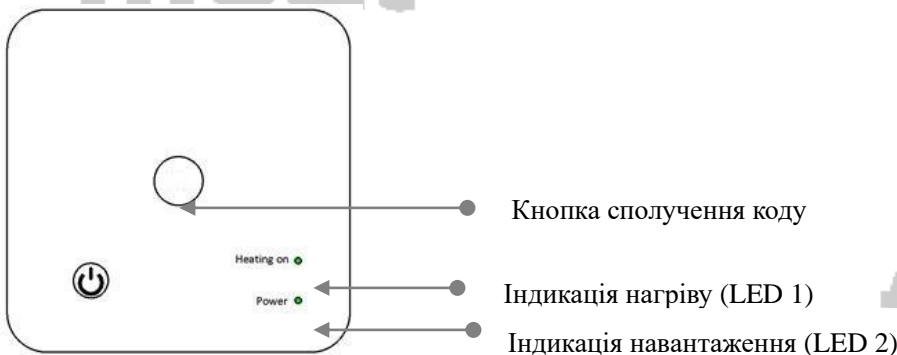 Кнопка сполучення коду
Heating on
Індикація нагріву (LED 1)
Power
Індикація навантаження (LED 2)